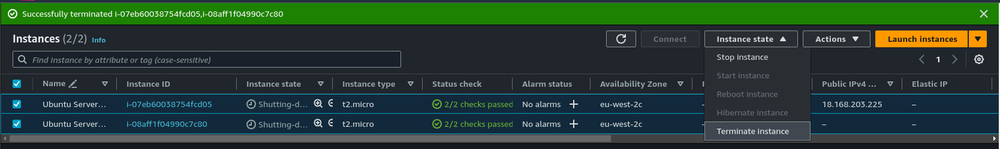 Successfully terminated i-07eb60038754fcd05,i-08aff1f04990c7c80
Instances (2/2) Info
Connect
Instance state
Actions
Launch instances
Find Instance by attribute or tag (case-sensitive)
1
Stop instance
Start instance
Reboot instance
Hibernate instance
Terminate instance
Name Instance ID Instance state Instance type Status check Alarm status Availability Zone Public IPv4 ... Elastic IP
Ubuntu Server... i-07eb60038754fcd05 Shutting-d... t2.micro 2/2 checks passed No alarms + eu-west-2c 18.168.203.225 –
Ubuntu Server... i-08aff1f04990c7c80 Shutting-d... t2.micro 2/2 checks passed No alarms + eu-west-2c – –